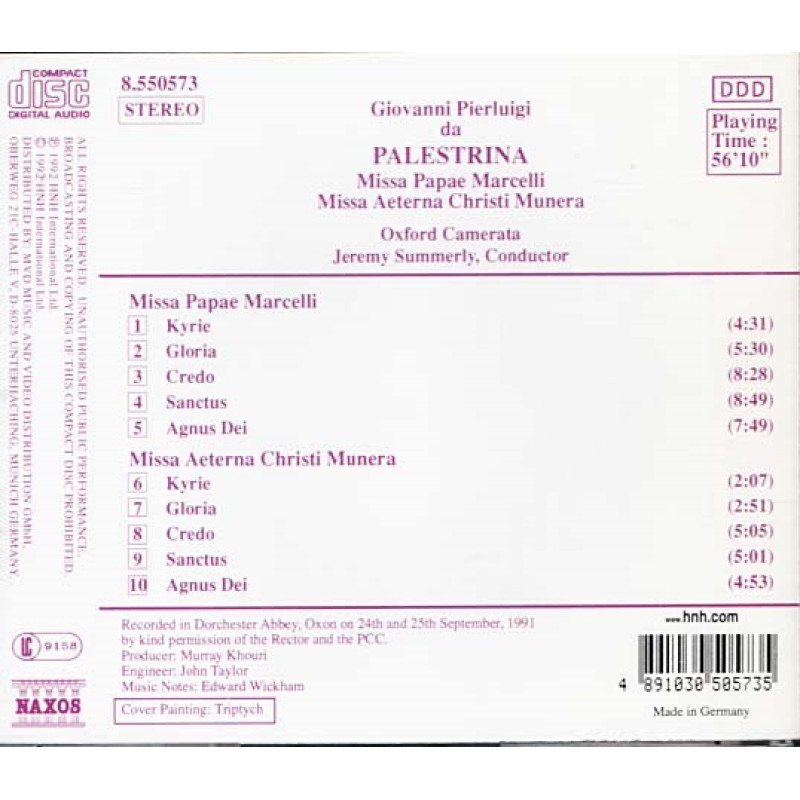 COMPACT
disc
DIGITAL AUDIO
8.550573
STEREO
Giovanni Pierluigi
da
PALESTRINA
Missa Papae Marcelli
Missa Aeterna Christi Munera
Oxford Camerata
Jeremy Summerly, Conductor
DDD
Playing
Time :
56'10"
ALL RIGHTS RESERVED. UNAUTHORISED PUBLIC PERFORMANCE,
BROADCASTING AND COPYING OF THIS COMPACT DISC PROHIBITED
℗ 1992 HNH International Ltd.
© 1992 HNH International Ltd.
DISTRIBUTED BY: MVD MUSIC AND VIDEO DISTRIBUTION GMBH,
OBERWEG 21C-HALLE V, D-8025 UNTERHACHING, MUNICH GERMANY
Missa Papae Marcelli
1 Kyrie (4:31)
2 Gloria (5:30)
3 Credo (8:28)
4 Sanctus (8:49)
5 Agnus Dei (7:49)
Missa Aeterna Christi Munera
6 Kyrie (2:07)
7 Gloria (2:51)
8 Credo (5:05)
9 Sanctus (5:01)
10 Agnus Dei (4:53)
Recorded in Dorchester Abbey, Oxon on 24th and 25th September, 1991
by kind permission of the Rector and the PCC.
Producer: Murray Khouri
Engineer: John Taylor
Music Notes: Edward Wickham
Cover Painting: Triptych
LC 9158
NAXOS
www.hnh.com
4 891030 505735
Made in Germany